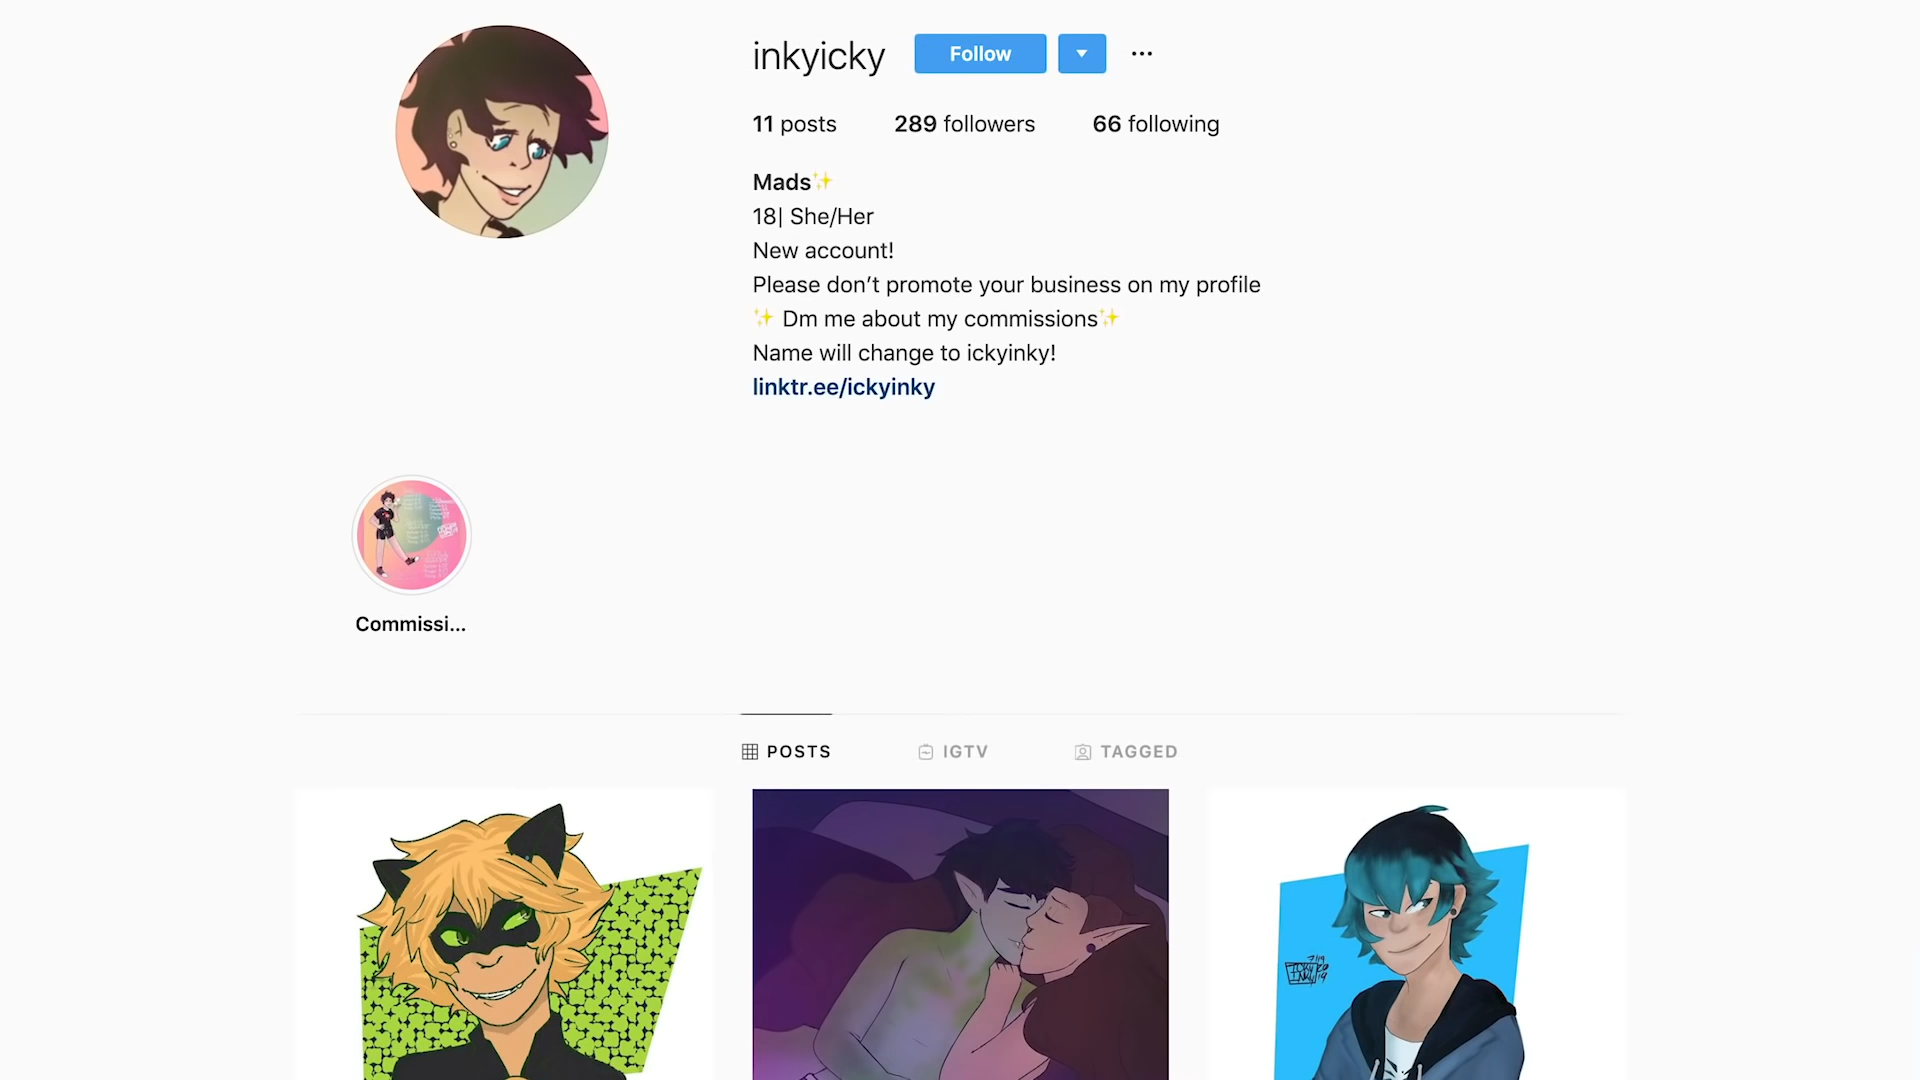 inkyicky
Follow
11 posts 289 followers 66 following
Mads✨
18| She/Her
New account!
Please don’t promote your business on my profile
✨ Dm me about my commissions✨
Name will change to ickyinky!
linktr.ee/ickyinky
Commissi...
POSTS IGTV TAGGED